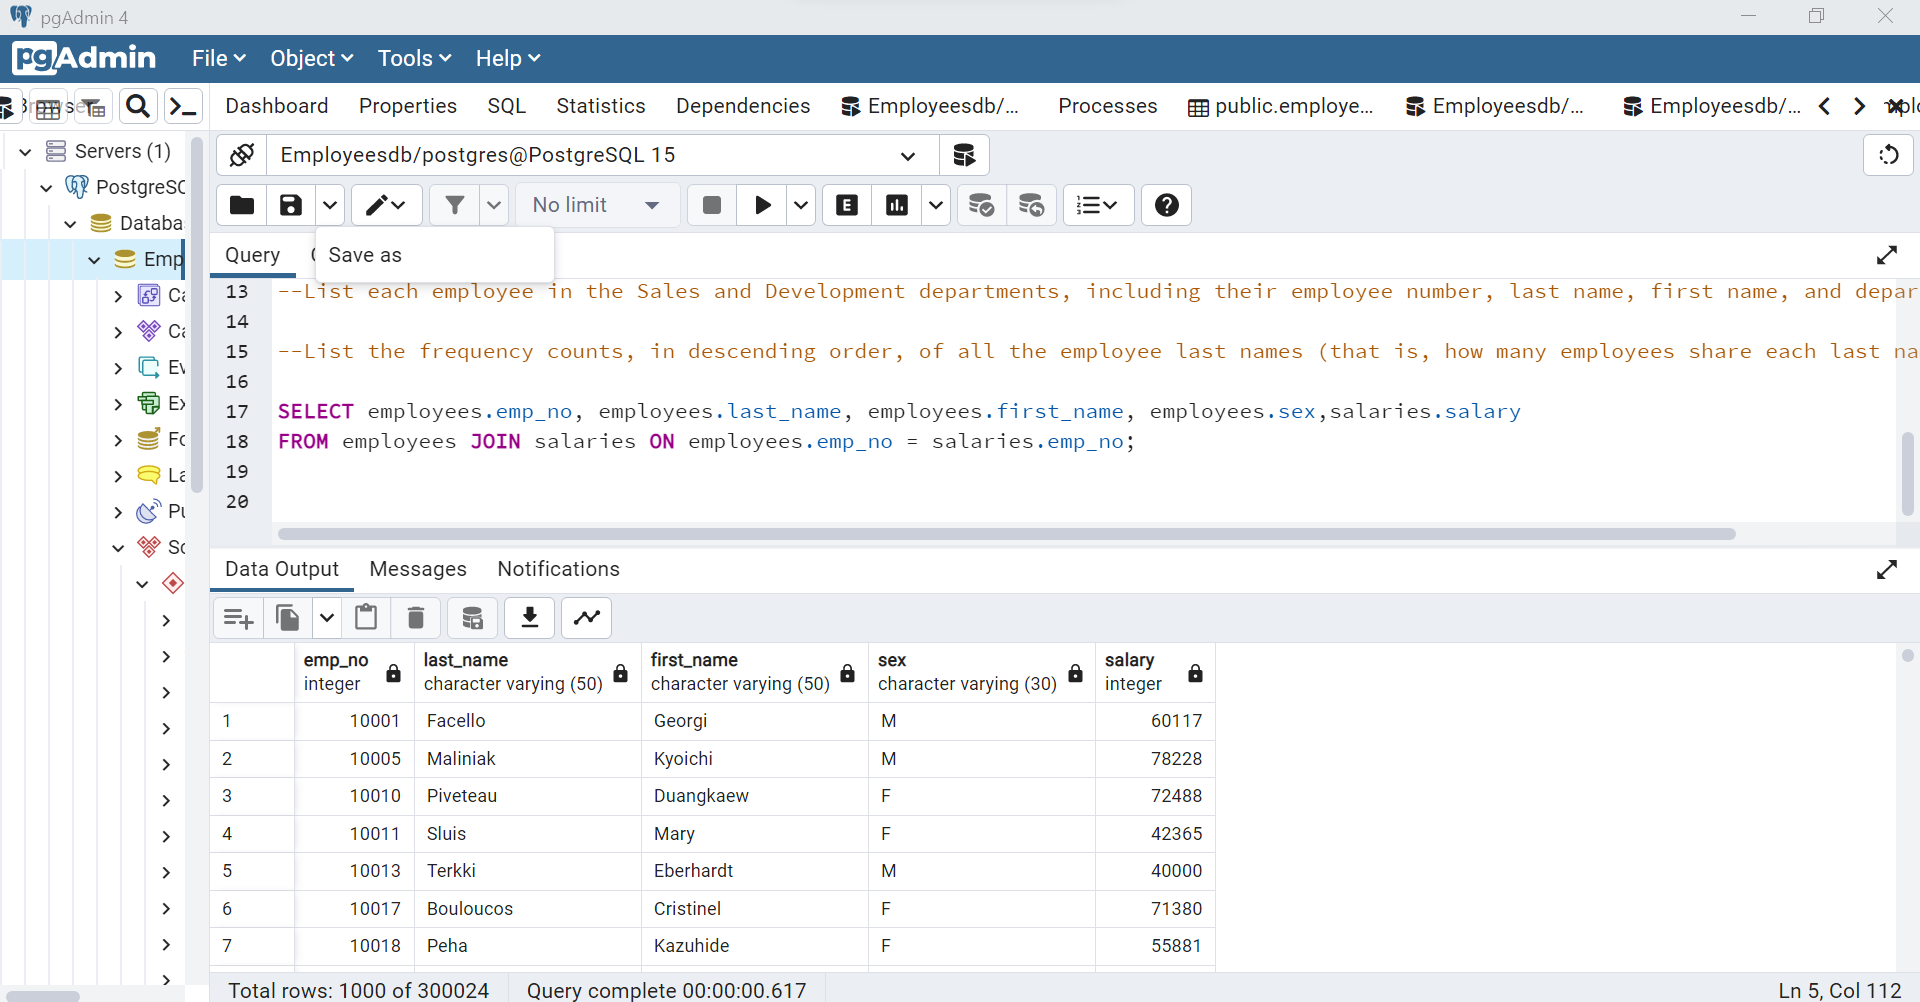 pgAdmin 4
pgAdmin File Object Tools Help
Dashboard Properties SQL Statistics Dependencies Employeesdb/... Processes public.employe... Employeesdb/... Employeesdb/...
Servers (1)
PostgreSQ
Databa
Emp
Ca
Ca
Ev
Ex
Fo
La
Pu
Sc
Employeesdb/postgres@PostgreSQL 15
No limit
E
Query
Save as
13 --List each employee in the Sales and Development departments, including their employee number, last name, first name, and depar
14
15 --List the frequency counts, in descending order, of all the employee last names (that is, how many employees share each last na
16
17 SELECT employees.emp_no, employees.last_name, employees.first_name, employees.sex,salaries.salary
18 FROM employees JOIN salaries ON employees.emp_no = salaries.emp_no;
19
20
Data Output Messages Notifications
emp_no last_name first_name sex salary
integer character varying (50) character varying (50) character varying (30) integer
1 10001 Facello Georgi M 60117
2 10005 Maliniak Kyoichi M 78228
3 10010 Piveteau Duangkaew F 72488
4 10011 Sluis Mary F 42365
5 10013 Terkki Eberhardt M 40000
6 10017 Bouloucos Cristinel F 71380
7 10018 Peha Kazuhide F 55881
Total rows: 1000 of 300024 Query complete 00:00:00.617 Ln 5, Col 112